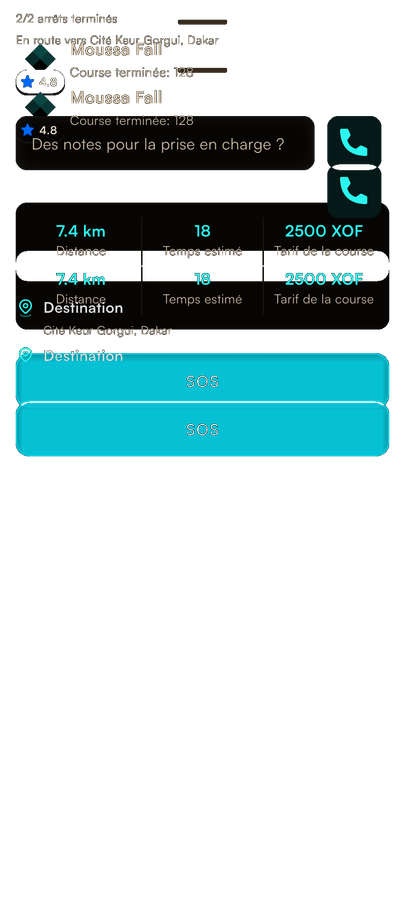 2/2 arrêts terminés
En route vers Cité Keur Gorgui, Dakar
Moussa Fall
Course terminée: 128
4.8
Moussa Fall
Course terminée: 128
4.8
Des notes pour la prise en charge ?
7.4 km 18 2500 XOF
Distance Temps estimé Tarif de la course
7.4 km 18 2500 XOF
Distance Temps estimé Tarif de la course
Destination
Cité Keur Gorgui, Dakar
Destination
SOS
SOS